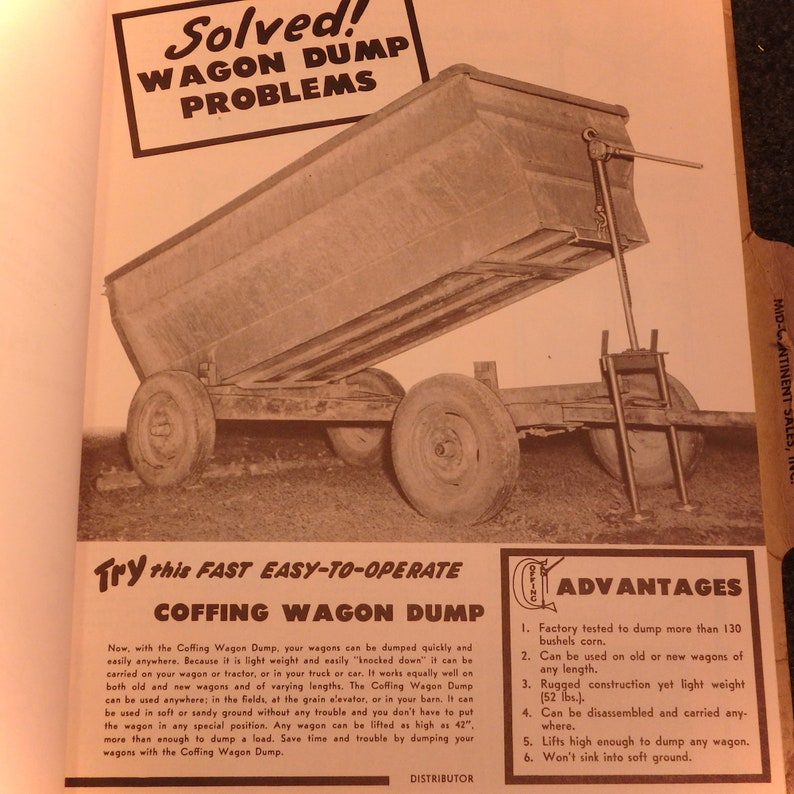 Solved!
WAGON DUMP
PROBLEMS
MID-CONTINENT SALES, INC.
Try this FAST EASY-TO-OPERATE
COFFING WAGON DUMP
Now, with the Coffing Wagon Dump, your wagons can be dumped quickly and
easily anywhere. Because it is light weight and easily "knocked down" it can be
carried on your wagon or tractor, or in your truck or car. It works equally well on
both old and new wagons and of varying lengths. The Coffing Wagon Dump
can be used anywhere; in the fields, at the grain elevator, or in your barn. It can
be used in soft or sandy ground without any trouble and you don't have to put
the wagon in any special position. Any wagon can be lifted as high as 42",
more than enough to dump a load. Save time and trouble by dumping your
wagons with the Coffing Wagon Dump.
DISTRIBUTOR
COFFING
ADVANTAGES
1. Factory tested to dump more than 130
bushels corn.
2. Can be used on old or new wagons of
any length.
3. Rugged construction yet light weight
(52 lbs.).
4. Can be disassembled and carried any-
where.
5. Lifts high enough to dump any wagon.
6. Won't sink into soft ground.